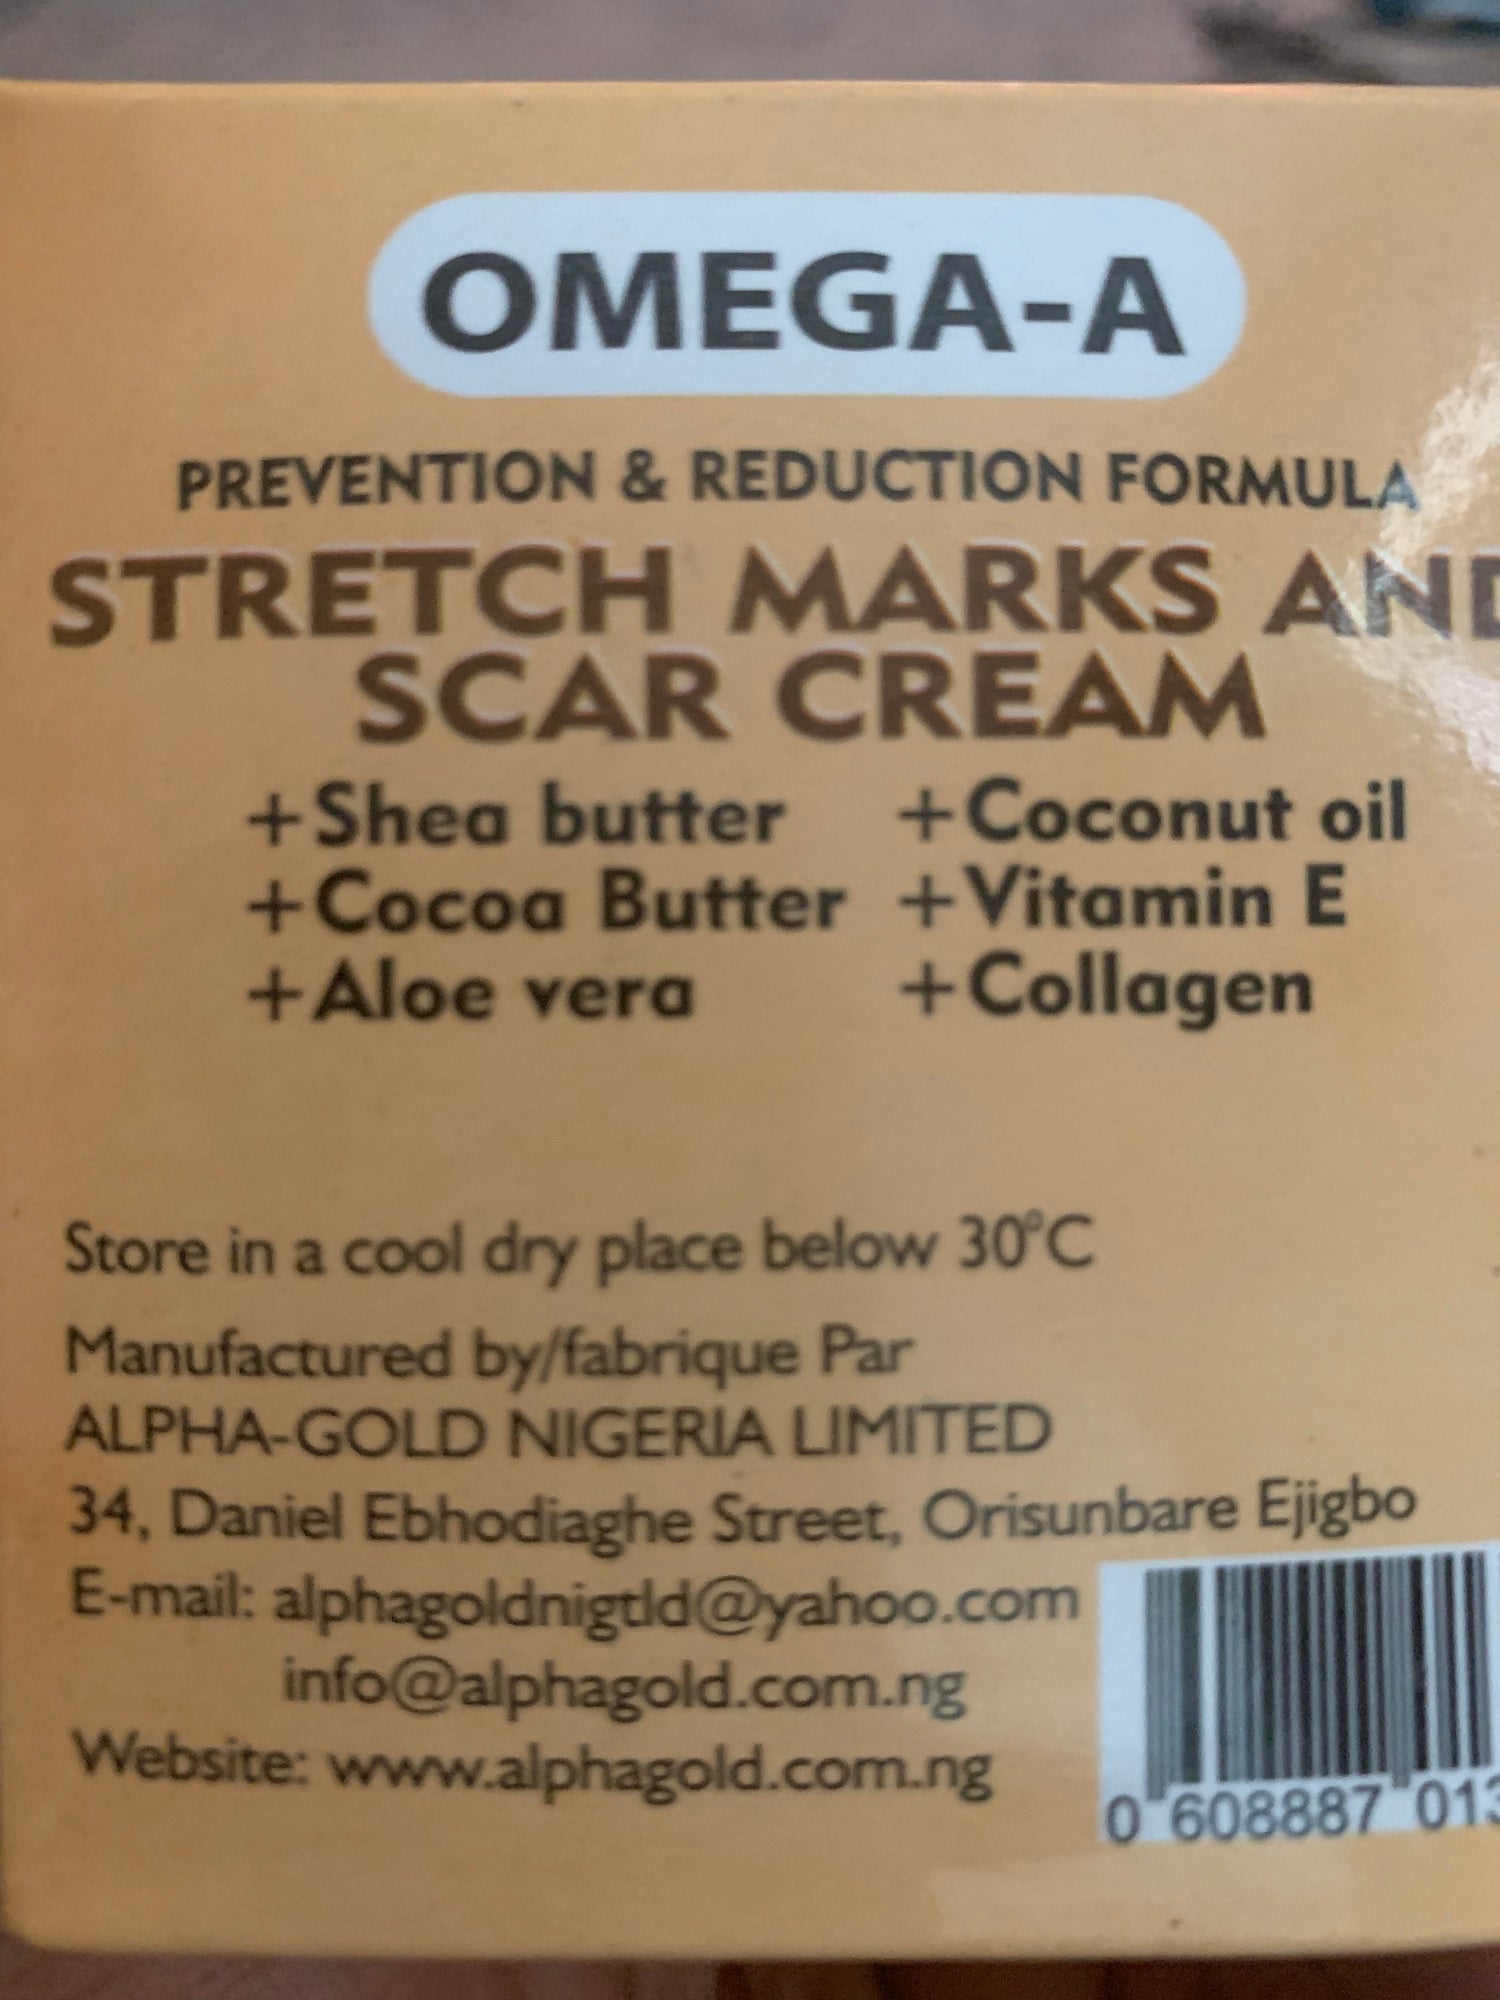 OMEGA-A
PREVENTION & REDUCTION FORMULA
STRETCH MARKS AND
SCAR CREAM
+Shea butter +Coconut oil
+Cocoa Butter +Vitamin E
+Aloe vera +Collagen
Store in a cool dry place below 30°C
Manufactured by/fabrique Par
ALPHA-GOLD NIGERIA LIMITED
34, Daniel Ebhodiaghe Street, Orisunbare Ejigbo
E-mail: alphagoldnigtld@yahoo.com
info@alphagold.com.ng
Website: www.alphagold.com.ng
0 608887 013